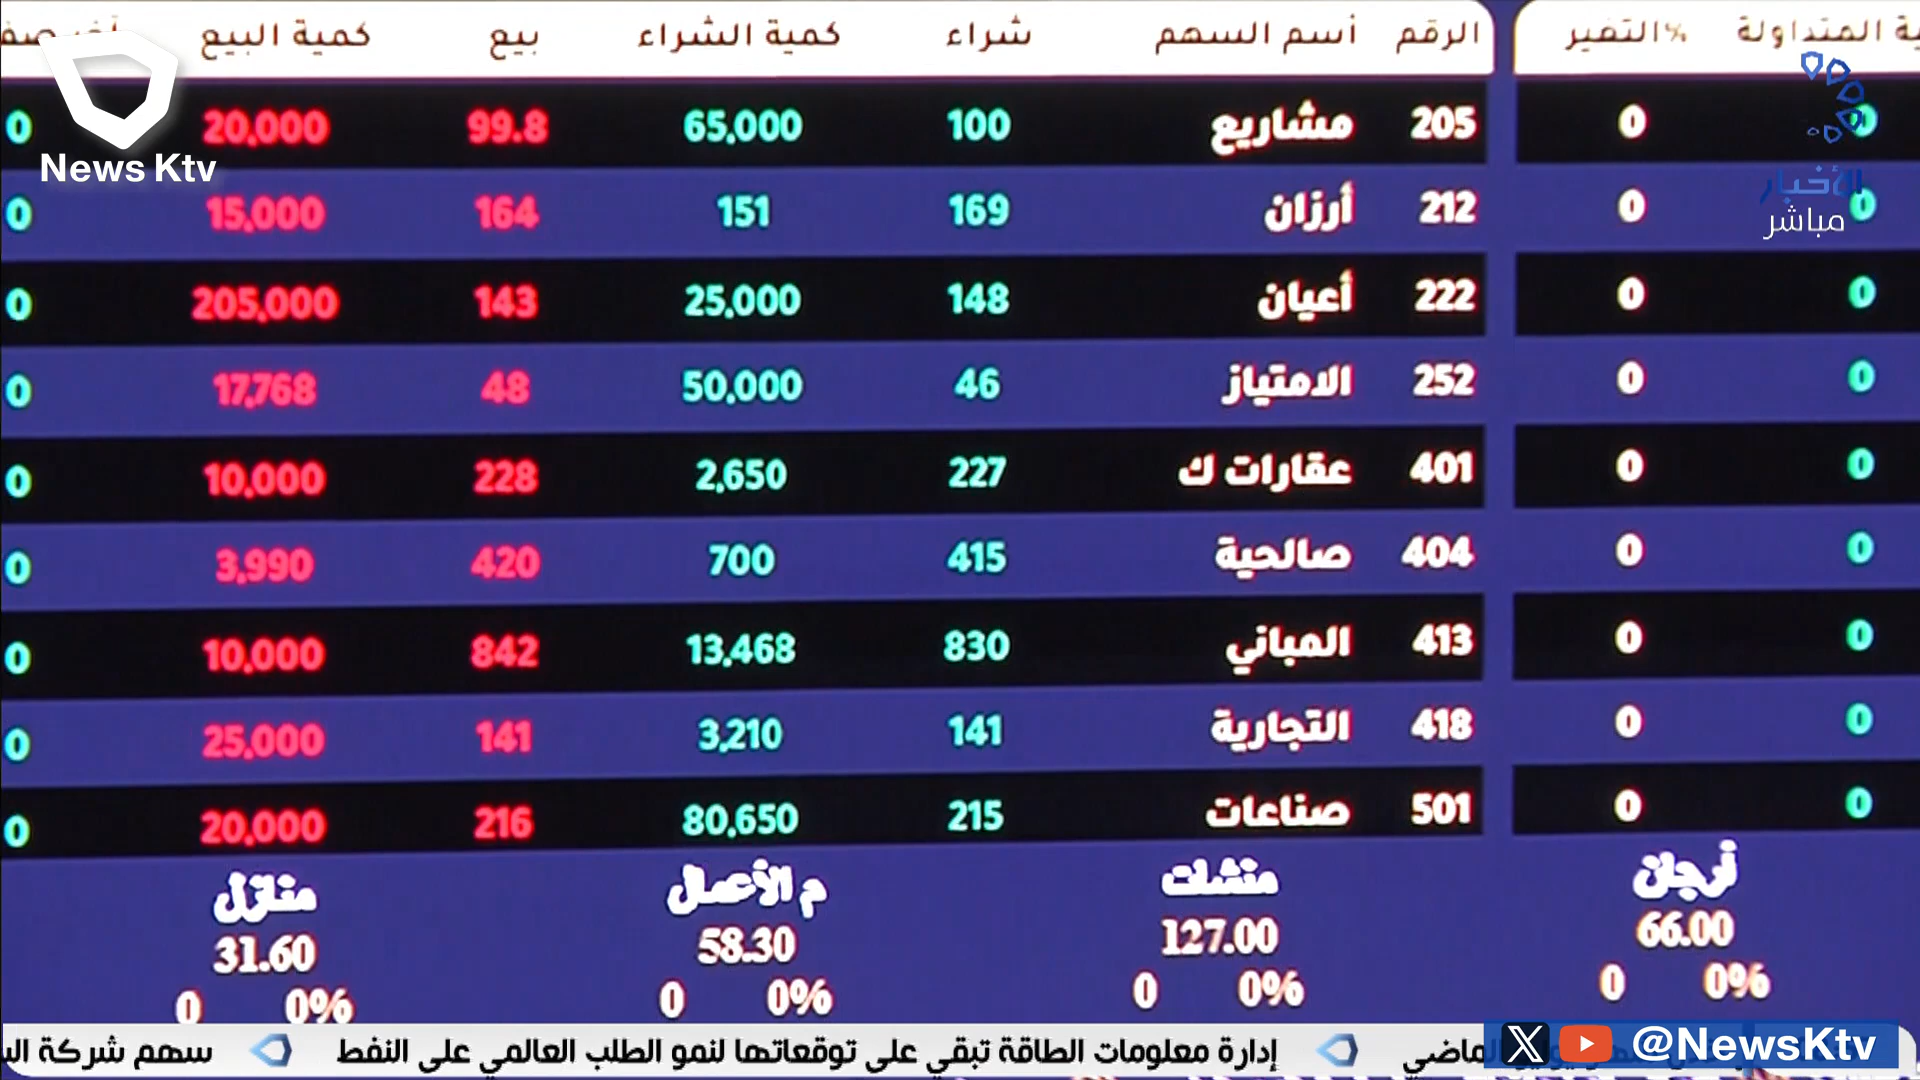 المتداولة %التغير
الرقم أسم السهم شراء كمية الشراء بيع كمية البيع
0 0 205 مشاريع 100 65,000 99.8 20,000 0
0 0 212 أرزان 169 151 164 15,000 0
0 0 222 أعيان 148 25,000 143 205,000 0
0 0 252 الامتياز 46 50,000 48 17,768 0
0 0 401 عقارات ك 227 2,650 228 10,000 0
0 0 404 صالحية 415 700 420 3,990 0
0 0 413 المباني 830 13,468 842 10,000 0
0 0 418 التجارية 141 3,210 141 25,000 0
0 0 501 صناعات 215 80,650 216 20,000 0
أرجان منشات م الأعمال منازل
66.00 127.00 58.30 31.60
0 0% 0 0% 0 0% 0 0%
News Ktv
الأخبار
مباشر
الماضي
إدارة معلومات الطاقة تبقي على توقعاتها لنمو الطلب العالمي على النفط
سهم شركة
@NewsKtv